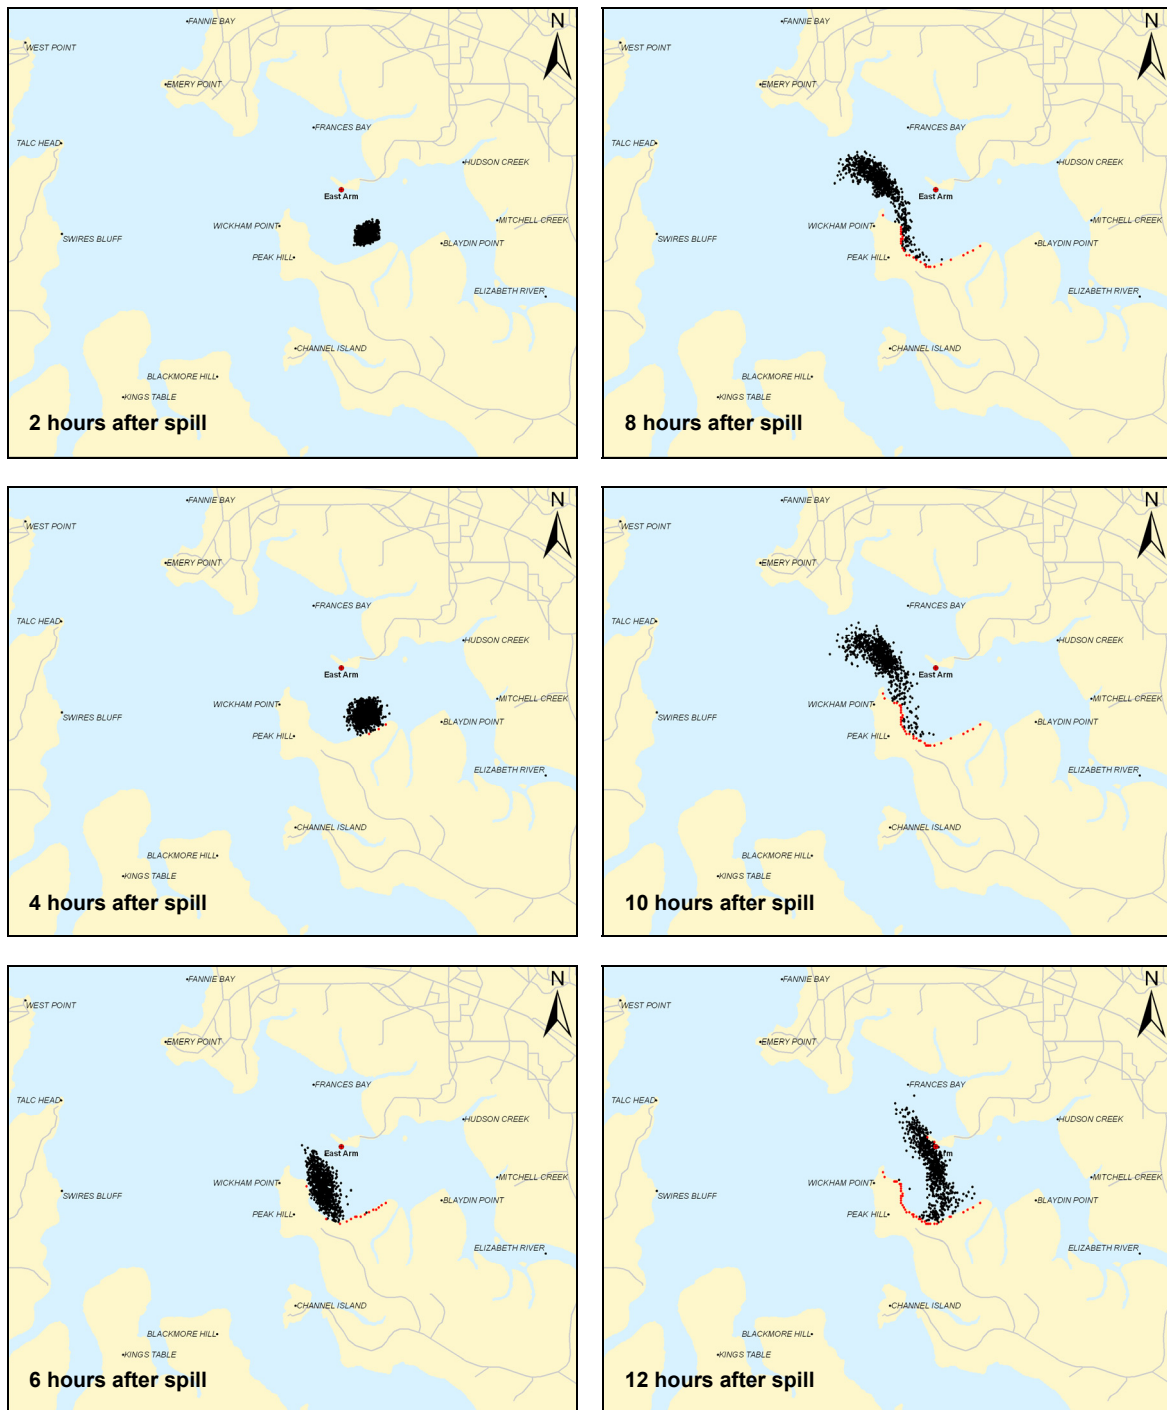 FANNIE BAY
N
WEST POINT
EMERY POINT
FRANCES BAY
TALC HEAD
HUDSON CREEK
East Arm
WICKHAM POINT
MITCHELL CREEK
SWIRES BLUFF
BLAYDIN POINT
PEAK HILL
ELIZABETH RIVER
CHANNEL ISLAND
BLACKMORE HILL
KINGS TABLE
2 hours after spill
FANNIE BAY
N
WEST POINT
EMERY POINT
FRANCES BAY
TALC HEAD
HUDSON CREEK
East Arm
WICKHAM POINT
MITCHELL CREEK
SWIRES BLUFF
BLAYDIN POINT
PEAK HILL
ELIZABETH RIVER
CHANNEL ISLAND
BLACKMORE HILL
KINGS TABLE
8 hours after spill
FANNIE BAY
N
WEST POINT
EMERY POINT
FRANCES BAY
TALC HEAD
HUDSON CREEK
East Arm
WICKHAM POINT
MITCHELL CREEK
SWIRES BLUFF
BLAYDIN POINT
PEAK HILL
ELIZABETH RIVER
CHANNEL ISLAND
BLACKMORE HILL
KINGS TABLE
4 hours after spill
FANNIE BAY
N
WEST POINT
EMERY POINT
FRANCES BAY
TALC HEAD
HUDSON CREEK
East Arm
WICKHAM POINT
MITCHELL CREEK
SWIRES BLUFF
BLAYDIN POINT
PEAK HILL
ELIZABETH RIVER
CHANNEL ISLAND
BLACKMORE HILL
KINGS TABLE
10 hours after spill
FANNIE BAY
N
WEST POINT
EMERY POINT
FRANCES BAY
TALC HEAD
HUDSON CREEK
East Arm
WICKHAM POINT
MITCHELL CREEK
SWIRES BLUFF
BLAYDIN POINT
PEAK HILL
ELIZABETH RIVER
CHANNEL ISLAND
BLACKMORE HILL
KINGS TABLE
6 hours after spill
FANNIE BAY
N
WEST POINT
EMERY POINT
FRANCES BAY
TALC HEAD
HUDSON CREEK
WICKHAM POINT
MITCHELL CREEK
SWIRES BLUFF
BLAYDIN POINT
PEAK HILL
ELIZABETH RIVER
CHANNEL ISLAND
BLACKMORE HILL
KINGS TABLE
12 hours after spill